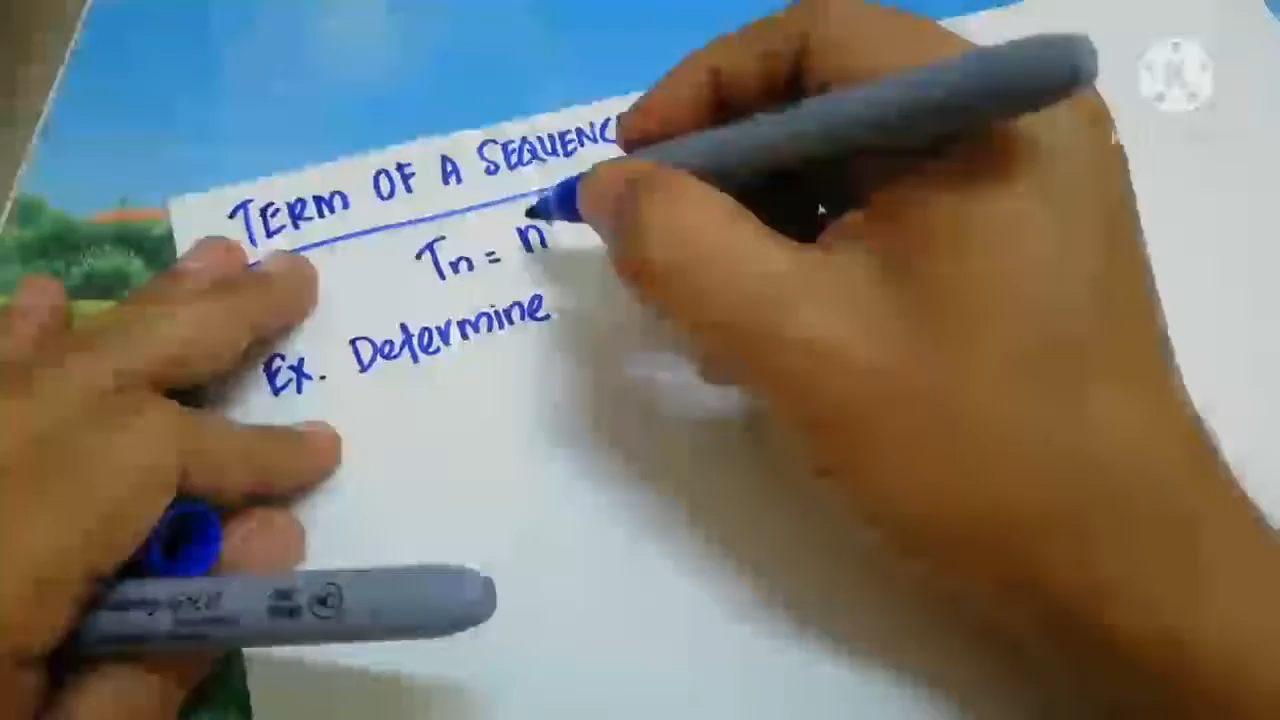 TERM OF A SEQUENC
Tn = n
Ex. Determine